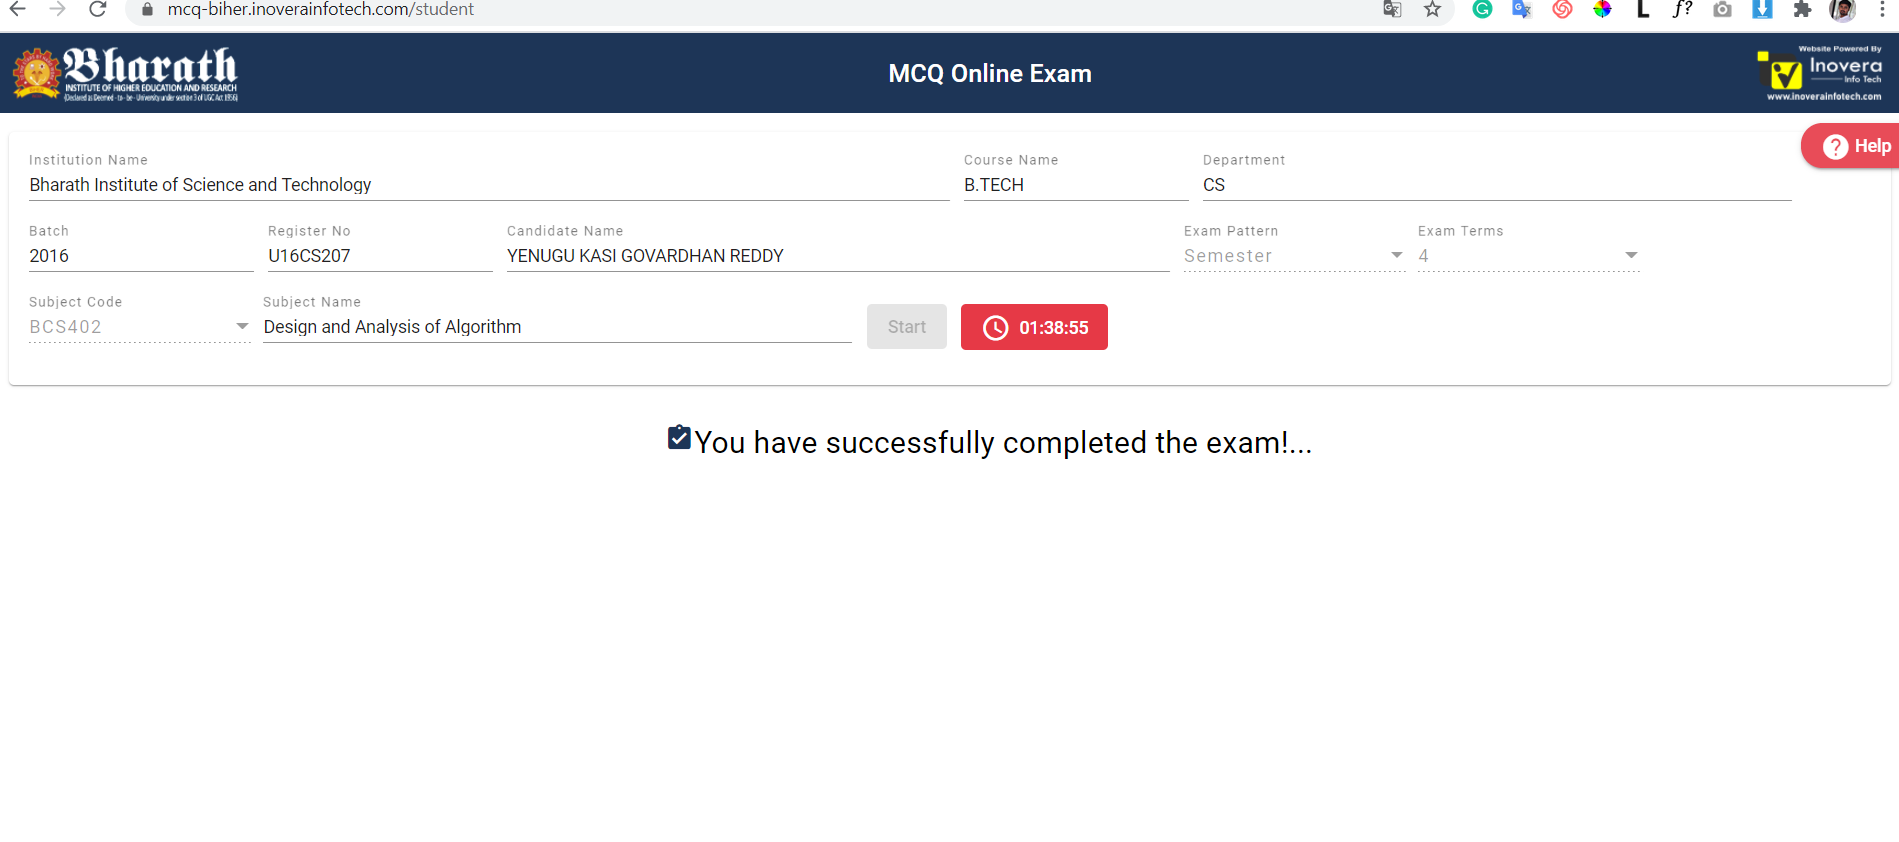 mcq-biher.inoverainfotech.com/student
Bharath
INSTITUTE OF HIGHER EDUCATION AND RESEARCH
(Declared as Deemed - to - be - University under section 3 of UGC Act 1956)
MCQ Online Exam
Website Powered By
Inovera
Info Tech
www.inoverainfotech.com
Help
Institution Name
Bharath Institute of Science and Technology
Course Name
B.TECH
Department
CS
Batch
2016
Register No
U16CS207
Candidate Name
YENUGU KASI GOVARDHAN REDDY
Exam Pattern
Semester
Exam Terms
4
Subject Code
BCS402
Subject Name
Design and Analysis of Algorithm
Start
01:38:55
You have successfully completed the exam!...